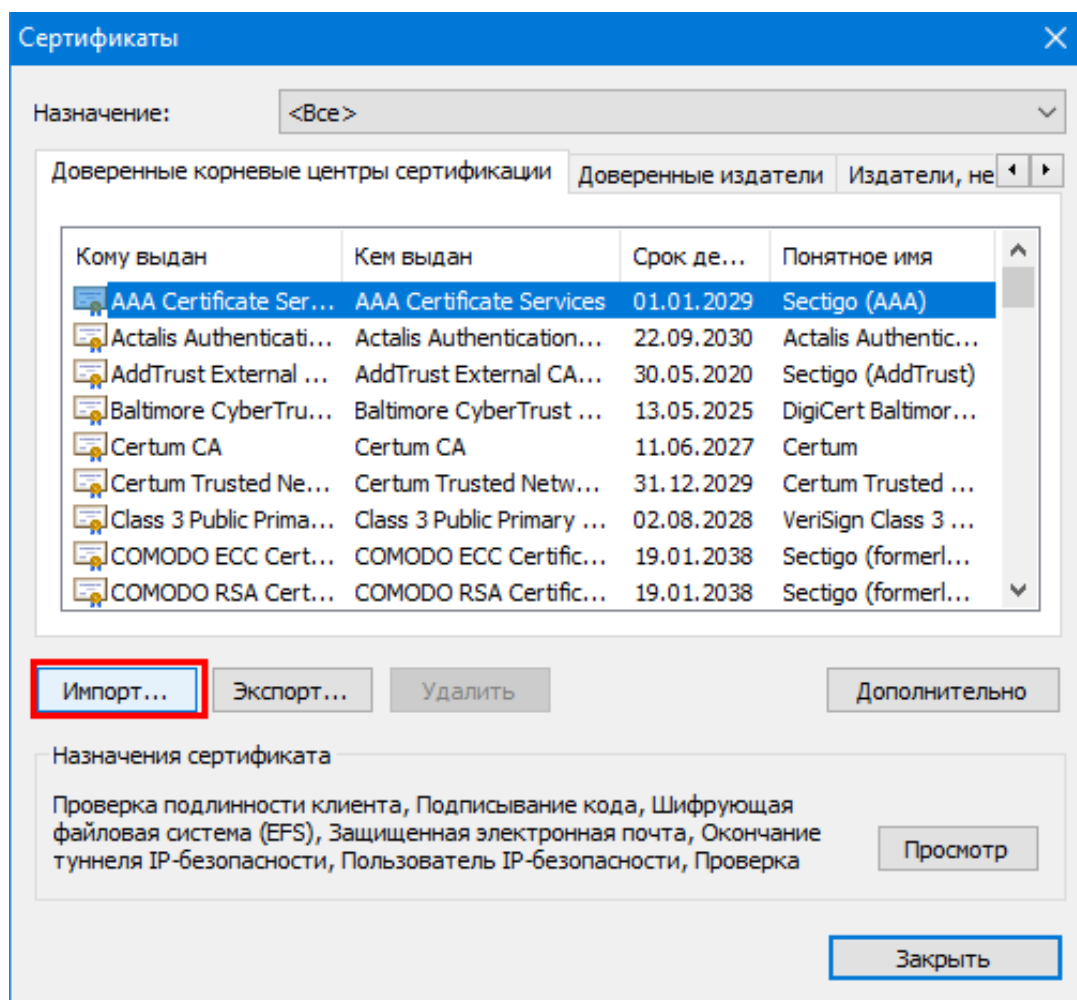 Сертификаты
Назначение: <Все>
Доверенные корневые центры сертификации Доверенные издатели Издатели, не
Кому выдан Кем выдан Срок де... Понятное имя
AAA Certificate Ser... AAA Certificate Services 01.01.2029 Sectigo (AAA)
Actalis Authenticati... Actalis Authentication... 22.09.2030 Actalis Authentic...
AddTrust External ... AddTrust External CA... 30.05.2020 Sectigo (AddTrust)
Baltimore CyberTru... Baltimore CyberTrust ... 13.05.2025 DigiCert Baltimor...
Certum CA Certum CA 11.06.2027 Certum
Certum Trusted Ne... Certum Trusted Netw... 31.12.2029 Certum Trusted ...
Class 3 Public Prima... Class 3 Public Primary ... 02.08.2028 VeriSign Class 3 ...
COMODO ECC Cert... COMODO ECC Certific... 19.01.2038 Sectigo (formerl...
COMODO RSA Cert... COMODO RSA Certific... 19.01.2038 Sectigo (formerl...
Импорт... Экспорт... Удалить Дополнительно
Назначения сертификата
Проверка подлинности клиента, Подписывание кода, Шифрующая
файловая система (EFS), Защищенная электронная почта, Окончание
туннеля IP-безопасности, Пользователь IP-безопасности, Проверка
Просмотр
Закрыть